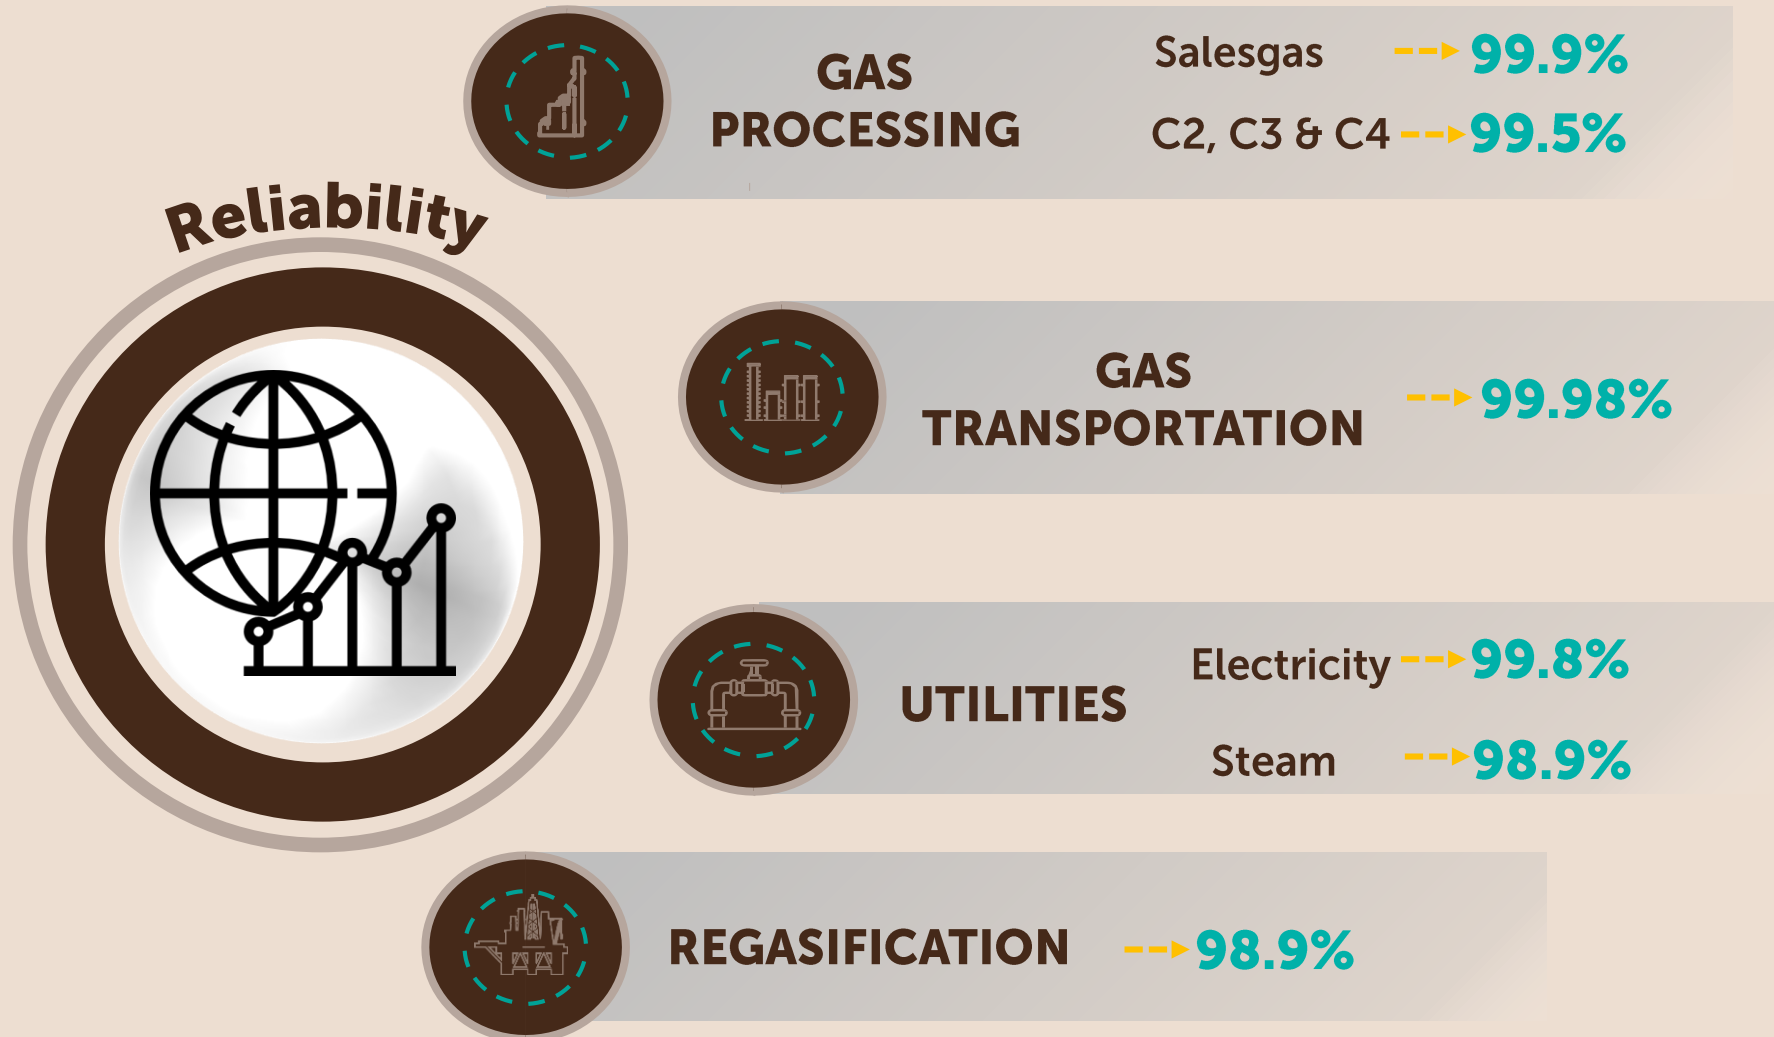 Reliability
GAS
PROCESSING
Salesgas 99.9%
C2, C3 & C4 99.5%
GAS
TRANSPORTATION
99.98%
UTILITIES
Electricity 99.8%
Steam 98.9%
REGASIFICATION 98.9%